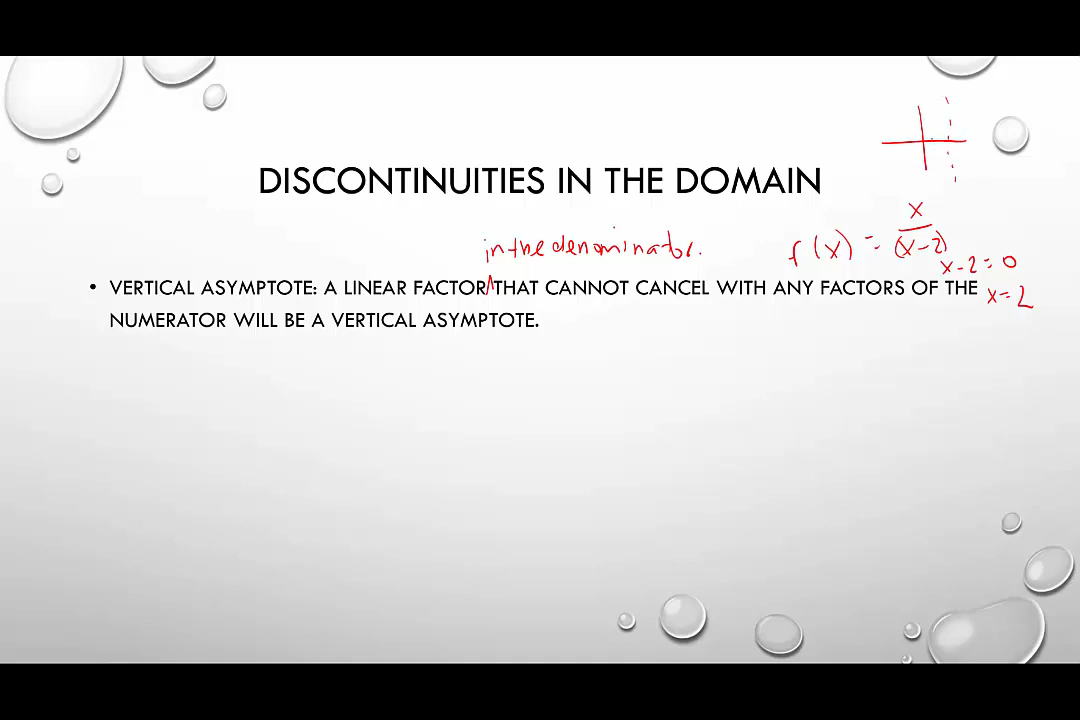 DISCONTINUITIES IN THE DOMAIN
in the denominator.
f(x) = x/(x-2)
x-2=0
x=2
• VERTICAL ASYMPTOTE: A LINEAR FACTOR^THAT CANNOT CANCEL WITH ANY FACTORS OF THE
NUMERATOR WILL BE A VERTICAL ASYMPTOTE.